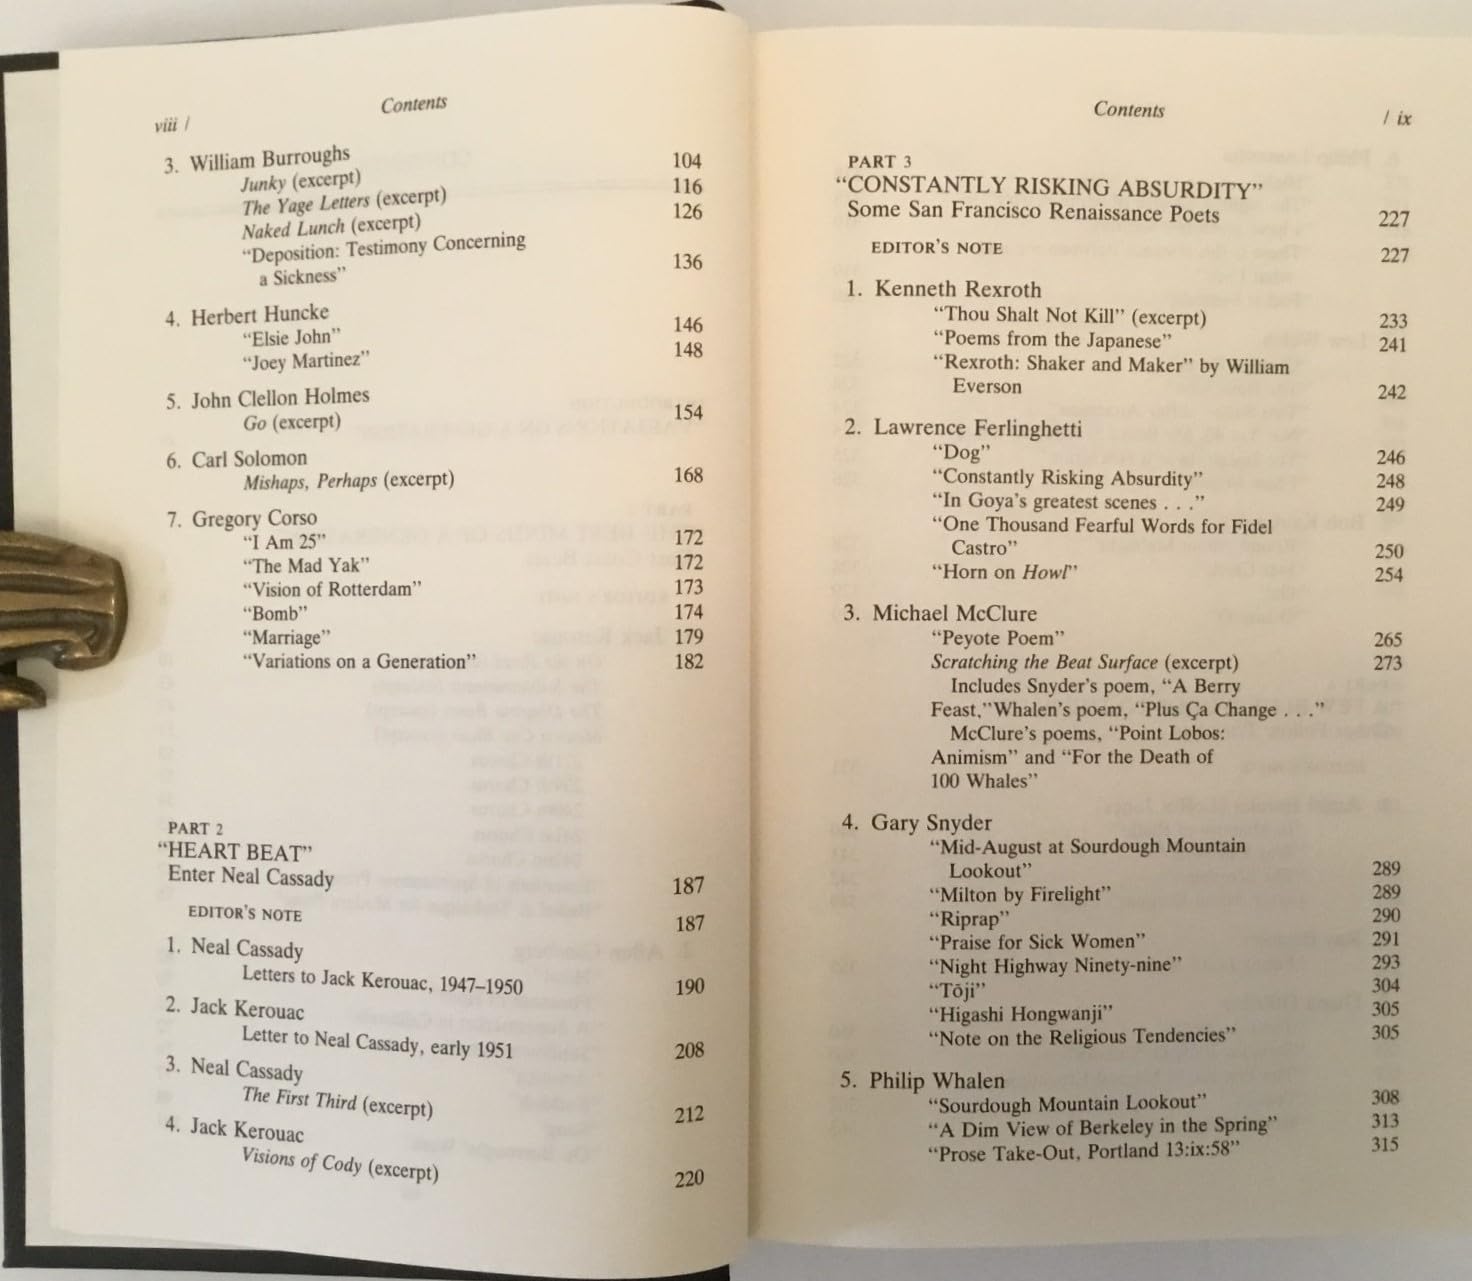 Contents
viii /
3. William Burroughs
Junky (excerpt) 104
The Yage Letters (excerpt) 116
Naked Lunch (excerpt) 126
“Deposition: Testimony Concerning
a Sickness” 136
4. Herbert Huncke
“Elsie John” 146
“Joey Martinez” 148
5. John Clellon Holmes
Go (excerpt) 154
6. Carl Solomon
Mishaps, Perhaps (excerpt) 168
7. Gregory Corso
“I Am 25” 172
“The Mad Yak” 172
“Vision of Rotterdam” 173
“Bomb” 174
“Marriage” 179
“Variations on a Generation” 182
PART 2
“HEART BEAT”
Enter Neal Cassady 187
EDITOR'S NOTE 187
1. Neal Cassady
Letters to Jack Kerouac, 1947–1950 190
2. Jack Kerouac
Letter to Neal Cassady, early 1951 208
3. Neal Cassady
The First Third (excerpt) 212
4. Jack Kerouac
Visions of Cody (excerpt) 220
Contents
/ ix
PART 3
“CONSTANTLY RISKING ABSURDITY”
Some San Francisco Renaissance Poets 227
EDITOR'S NOTE 227
1. Kenneth Rexroth
“Thou Shalt Not Kill” (excerpt) 233
“Poems from the Japanese” 241
“Rexroth: Shaker and Maker” by William
Everson 242
2. Lawrence Ferlinghetti
“Dog” 246
“Constantly Risking Absurdity” 248
“In Goya's greatest scenes . . .” 249
“One Thousand Fearful Words for Fidel
Castro” 250
“Horn on Howl” 254
3. Michael McClure
“Peyote Poem” 265
Scratching the Beat Surface (excerpt) 273
Includes Snyder's poem, “A Berry
Feast,” Whalen's poem, “Plus Ça Change . . .”
McClure's poems, “Point Lobos:
Animism” and “For the Death of
100 Whales”
4. Gary Snyder
“Mid-August at Sourdough Mountain
Lookout” 289
“Milton by Firelight” 289
“Riprap” 290
“Praise for Sick Women” 291
“Night Highway Ninety-nine” 293
“Tōji” 304
“Higashi Hongwanji” 305
“Note on the Religious Tendencies” 305
5. Philip Whalen
“Sourdough Mountain Lookout” 308
“A Dim View of Berkeley in the Spring” 313
“Prose Take-Out, Portland 13:ix:58” 315